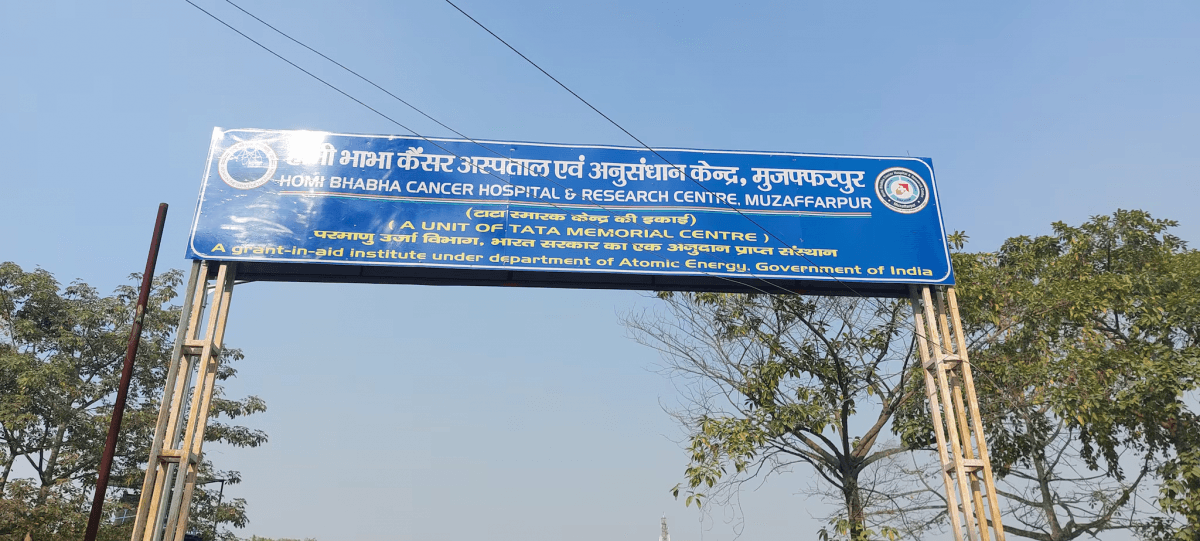 होमी भाभा कैंसर अस्पताल एवं अनुसंधान केन्द्र, मुजफ्फरपुर
HOMI BHABHA CANCER HOSPITAL & RESEARCH CENTRE, MUZAFFARPUR
(टाटा स्मारक केन्द्र की इकाई)
( A UNIT OF TATA MEMORIAL CENTRE )
परमाणु उर्जा विभाग, भारत सरकार का एक अनुदान प्राप्त संस्थान
A grant-in-aid institute under department of Atomic Energy. Government of India